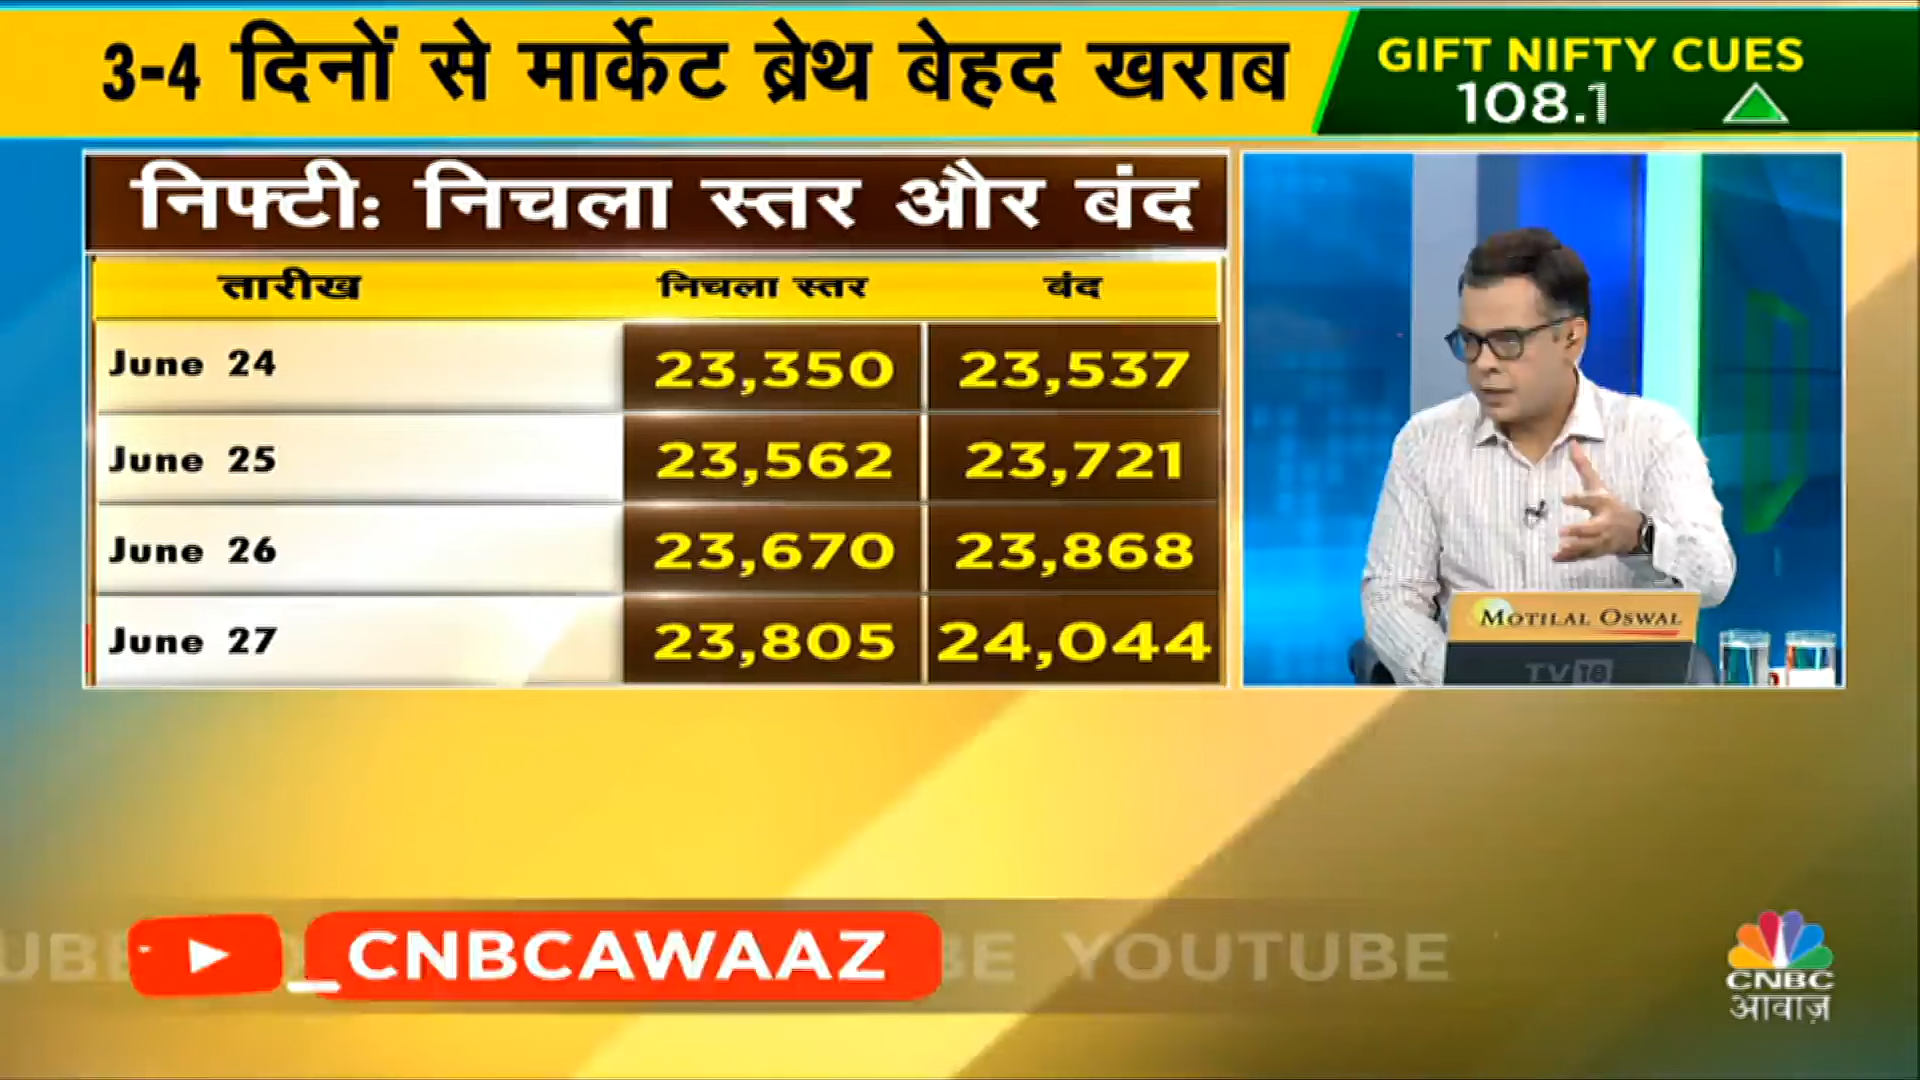 3-4 दिनों से मार्केट ब्रेथ बेहद खराब
GIFT NIFTY CUES
108.1
निफ्टी: निचला स्तर और बंद
तारीख निचला स्तर बंद
June 24 23,350 23,537
June 25 23,562 23,721
June 26 23,670 23,868
June 27 23,805 24,044
MOTILAL OSWAL
TV18
CNBCAWAAZ
YOUTUBE
CNBC
आवाज़